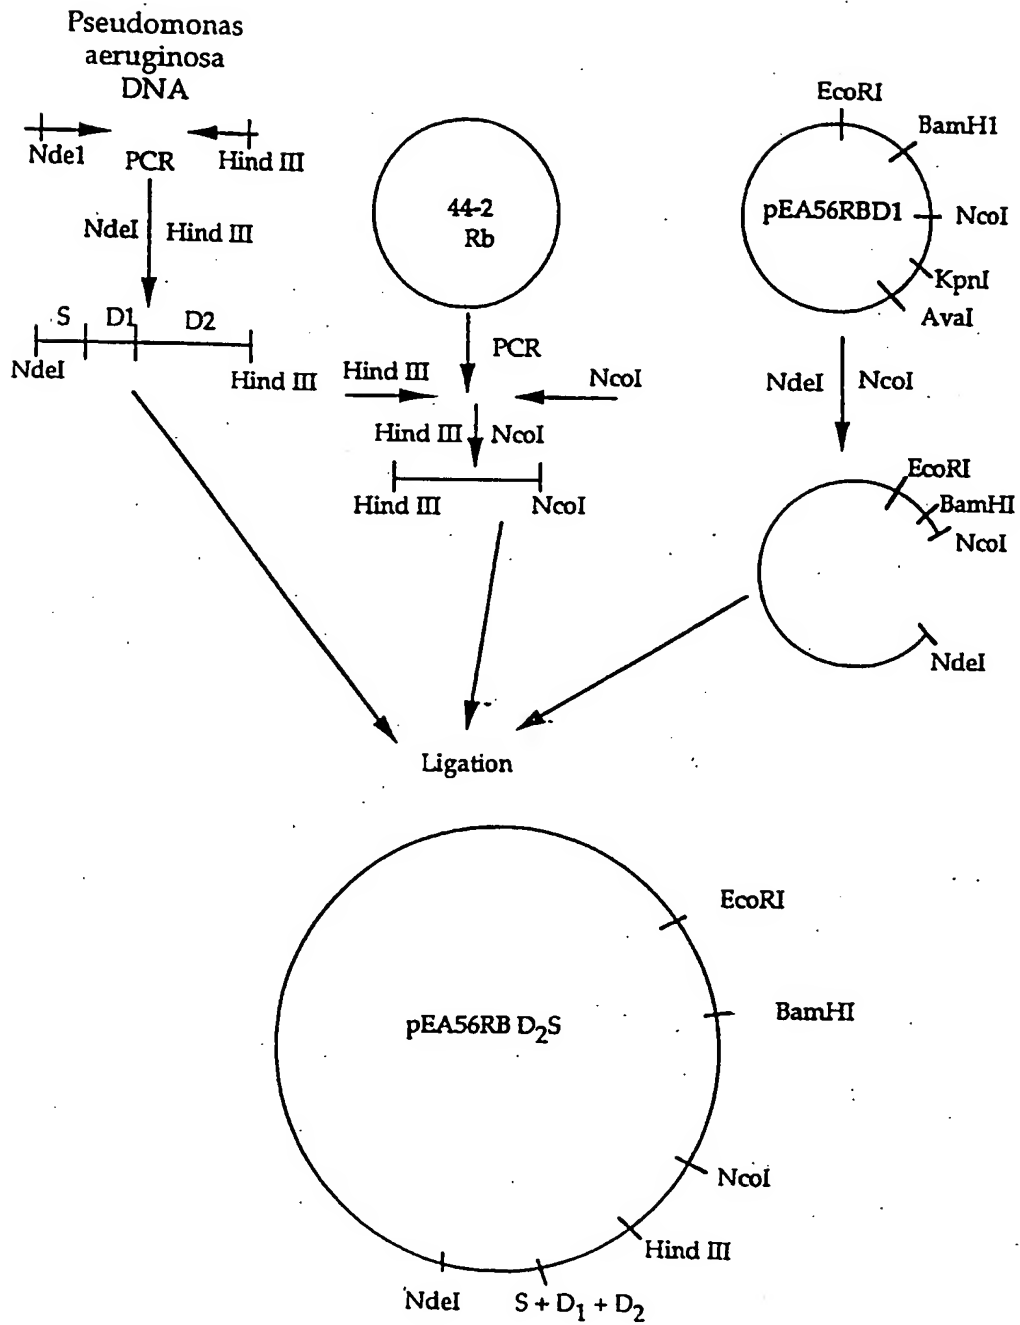 Pseudomonas
aeruginosa
DNA
Nde1
PCR
Hind III
NdeI
Hind III
S
D1
D2
NdeI
Hind III
44-2
Rb
PCR
Hind III
NcoI
Hind III
NcoI
Hind III
NcoI
EcoRI
BamH1
pEA56RBD1
NcoI
KpnI
AvaI
NdeI
NcoI
EcoRI
BamHI
NcoI
NdeI
Ligation
EcoRI
BamHI
pEA56RB D2S
NcoI
Hind III
NdeI
S + D1 + D2